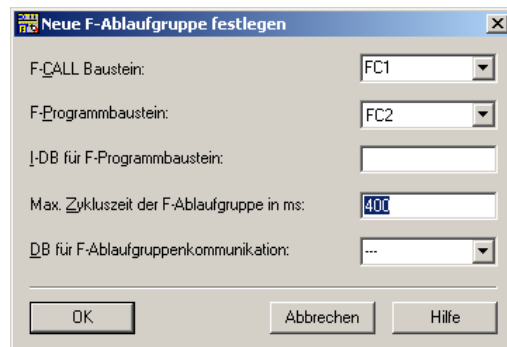 Neue F-Ablaufgruppe festlegen
F-CALL Baustein: FC1
F-Programmbaustein: FC2
I-DB für F-Programmbaustein:
Max. Zykluszeit der F-Ablaufgruppe in ms: 400
DB für F-Ablaufgruppenkommunikation: ---
OK Abbrechen Hilfe